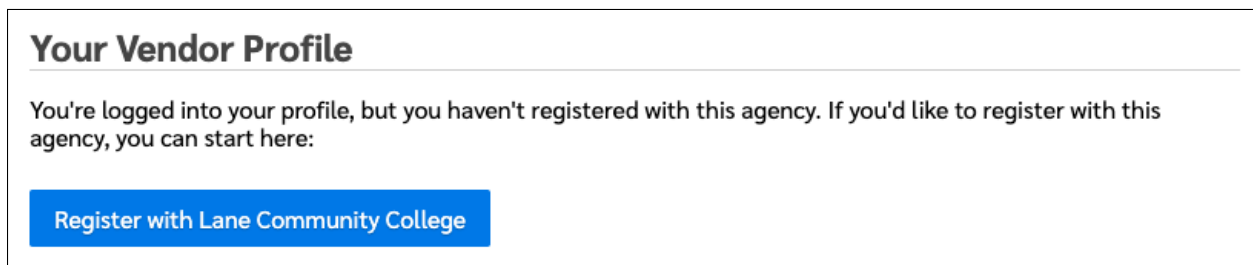 Your Vendor Profile
You're logged into your profile, but you haven't registered with this agency. If you'd like to register with this
agency, you can start here:
Register with Lane Community College